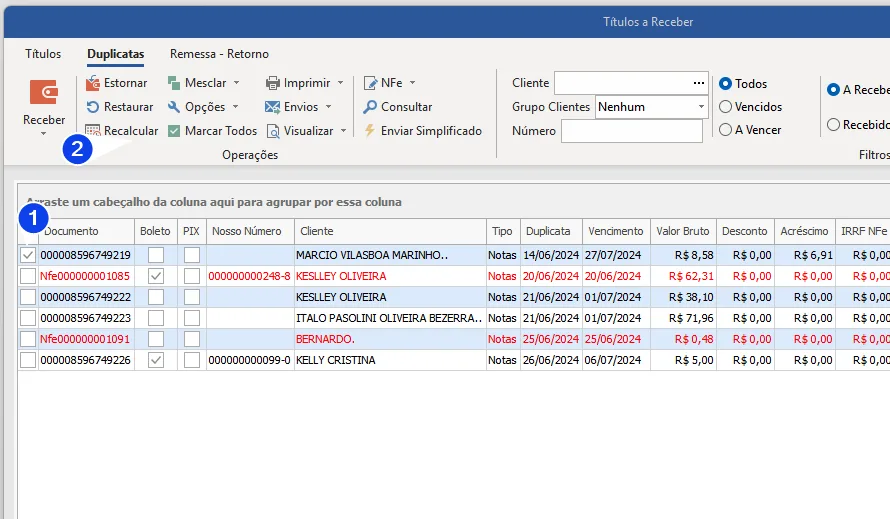 Títulos a Receber
Títulos Duplicatas Remessa - Retorno
Receber
Estornar Mesclar Imprimir NFe
Restaurar Opções Envios Consultar
Recalcular Marcar Todos Visualizar Enviar Simplificado
Operações
Cliente ...
Grupo Clientes Nenhum
Número
Todos
Vencidos
A Vencer
A Recebe
Recebido
Filtros
2
Arraste um cabeçalho da coluna aqui para agrupar por essa coluna
1
Documento Boleto PIX Nosso Número Cliente Tipo Duplicata Vencimento Valor Bruto Desconto Acréscimo IRRF NFe
000008596749219 MARCIO VILASBOA MARINHO.. Notas 14/06/2024 27/07/2024 R$ 8,58 R$ 0,00 R$ 6,91 R$ 0,00
Nfe000000001085 000000000248-8 KESLLEY OLIVEIRA Notas 20/06/2024 20/06/2024 R$ 62,31 R$ 0,00 R$ 0,00 R$ 0,00
000008596749222 KESLLEY OLIVEIRA Notas 21/06/2024 01/07/2024 R$ 38,10 R$ 0,00 R$ 0,00 R$ 0,00
000008596749223 ITALO PASOLINI OLIVEIRA BEZERRA.. Notas 21/06/2024 01/07/2024 R$ 71,96 R$ 0,00 R$ 0,00 R$ 0,00
Nfe000000001091 BERNARDO. Notas 25/06/2024 25/06/2024 R$ 0,48 R$ 0,00 R$ 0,00 R$ 0,00
000008596749226 000000000099-0 KELLY CRISTINA Notas 26/06/2024 06/07/2024 R$ 5,00 R$ 0,00 R$ 0,00 R$ 0,00